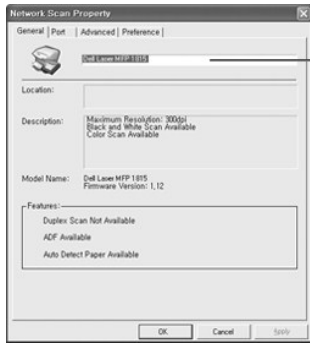 Network Scan Property
General Port Advanced Preference
Dell Laser MFP 1815
Location:
Description:
Maximum Resolution: 300dpi
Black and White Scan Available
Color Scan Available
Model Name:
Dell Laser MFP 1815
Firmware Version: 1,12
Features:
Duplex Scan Not Available
ADF Available
Auto Detect Paper Available
OK Cancel Apply